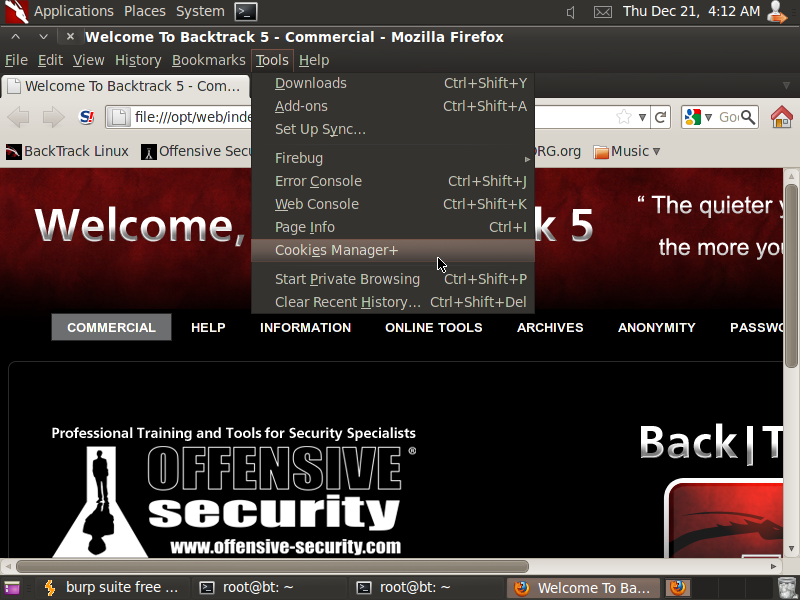 Applications Places System Thu Dec 21, 4:12 AM
Welcome To Backtrack 5 - Commercial - Mozilla Firefox
File Edit View History Bookmarks Tools Help
Welcome To Backtrack 5 - Com...
Downloads Ctrl+Shift+Y
Add-ons Ctrl+Shift+A
file:///opt/web/inde
Set Up Sync...
BackTrack Linux Offensive Secu
Firebug
ORG.org Music
Error Console Ctrl+Shift+J
Web Console Ctrl+Shift+K
Page Info Ctrl+I
Cookies Manager+
Start Private Browsing Ctrl+Shift+P
Clear Recent History... Ctrl+Shift+Del
Welcome, k 5
“ The quieter y
the more you
COMMERCIAL HELP INFORMATION ONLINE TOOLS ARCHIVES ANONYMITY PASSWO
Professional Training and Tools for Security Specialists
OFFENSIVE®
security
www.offensive-security.com
Back|T
burp suite free ... root@bt: ~ root@bt: ~ Welcome To Ba...